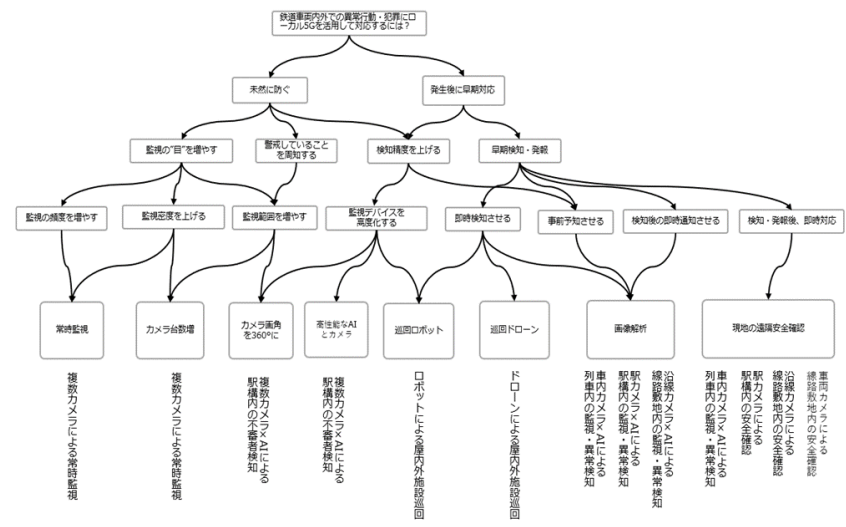 鉄道車両内外での異常行動・犯罪にロ
ーカル5Gを活用して対応するには？
未然に防ぐ
発生後に早期対応
監視の“目”を増やす
警戒していること
を周知する
検知精度を上げる
早期検知・発報
監視の頻度を増やす
監視密度を上げる
監視範囲を増やす
監視デバイスを
高度化する
即時検知させる
事前予知させる
検知後の即時通知させる
検知・発報後、即時対応
常時監視
カメラ台数増
カメラ画角
を360°に
高性能なAI
とカメラ
巡回ロボット
巡回ドローン
画像解析
現地の遠隔安全確認
複数カメラによる常時監視
複数カメラによる常時監視
複数カメラ×AIによる
駅構内の不審者検知
複数カメラ×AIによる
駅構内の不審者検知
ロボットによる屋内外施設巡回
ドローンによる屋内外施設巡回
車内カメラ×AIによる
列車内の監視・異常検知
駅カメラ×AIによる
駅構内の監視・異常検知
沿線カメラ×AIによる
線路敷地内の監視・異常検知
車内カメラ×AIによる
列車内の監視・異常検知
駅カメラによる
駅構内の安全確認
沿線カメラによる
線路敷地内の安全確認
車両カメラによる
線路敷地内の安全確認